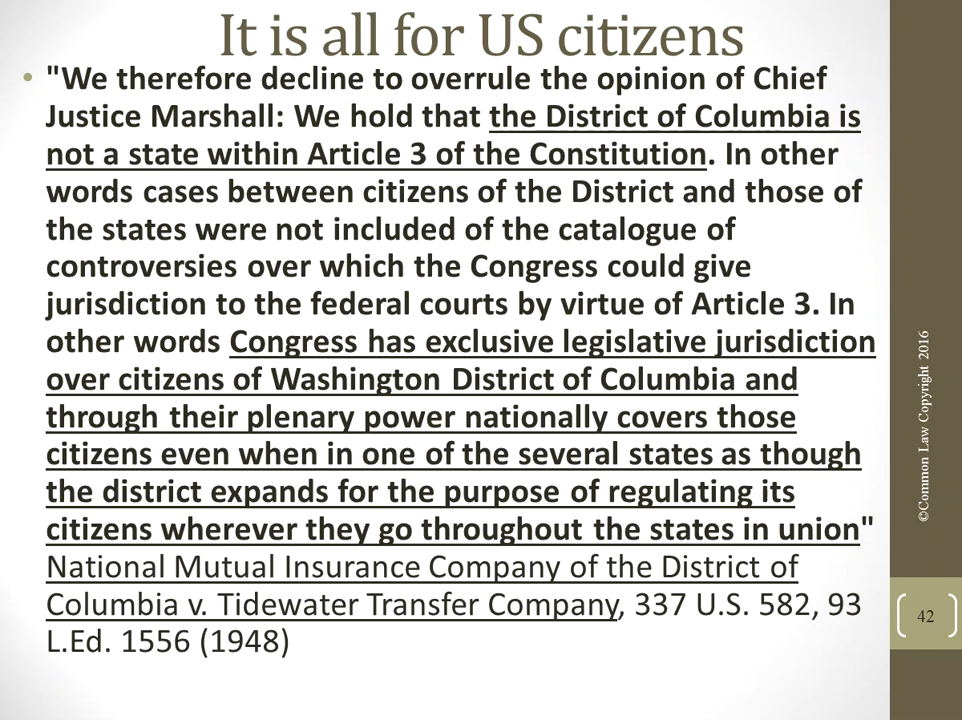 It is all for US citizens
• "We therefore decline to overrule the opinion of Chief
Justice Marshall: We hold that the District of Columbia is
not a state within Article 3 of the Constitution. In other
words cases between citizens of the District and those of
the states were not included of the catalogue of
controversies over which the Congress could give
jurisdiction to the federal courts by virtue of Article 3. In
other words Congress has exclusive legislative jurisdiction
over citizens of Washington District of Columbia and
through their plenary power nationally covers those
citizens even when in one of the several states as though
the district expands for the purpose of regulating its
citizens wherever they go throughout the states in union"
National Mutual Insurance Company of the District of
Columbia v. Tidewater Transfer Company, 337 U.S. 582, 93
L.Ed. 1556 (1948)
©Common Law Copyright 2016
42